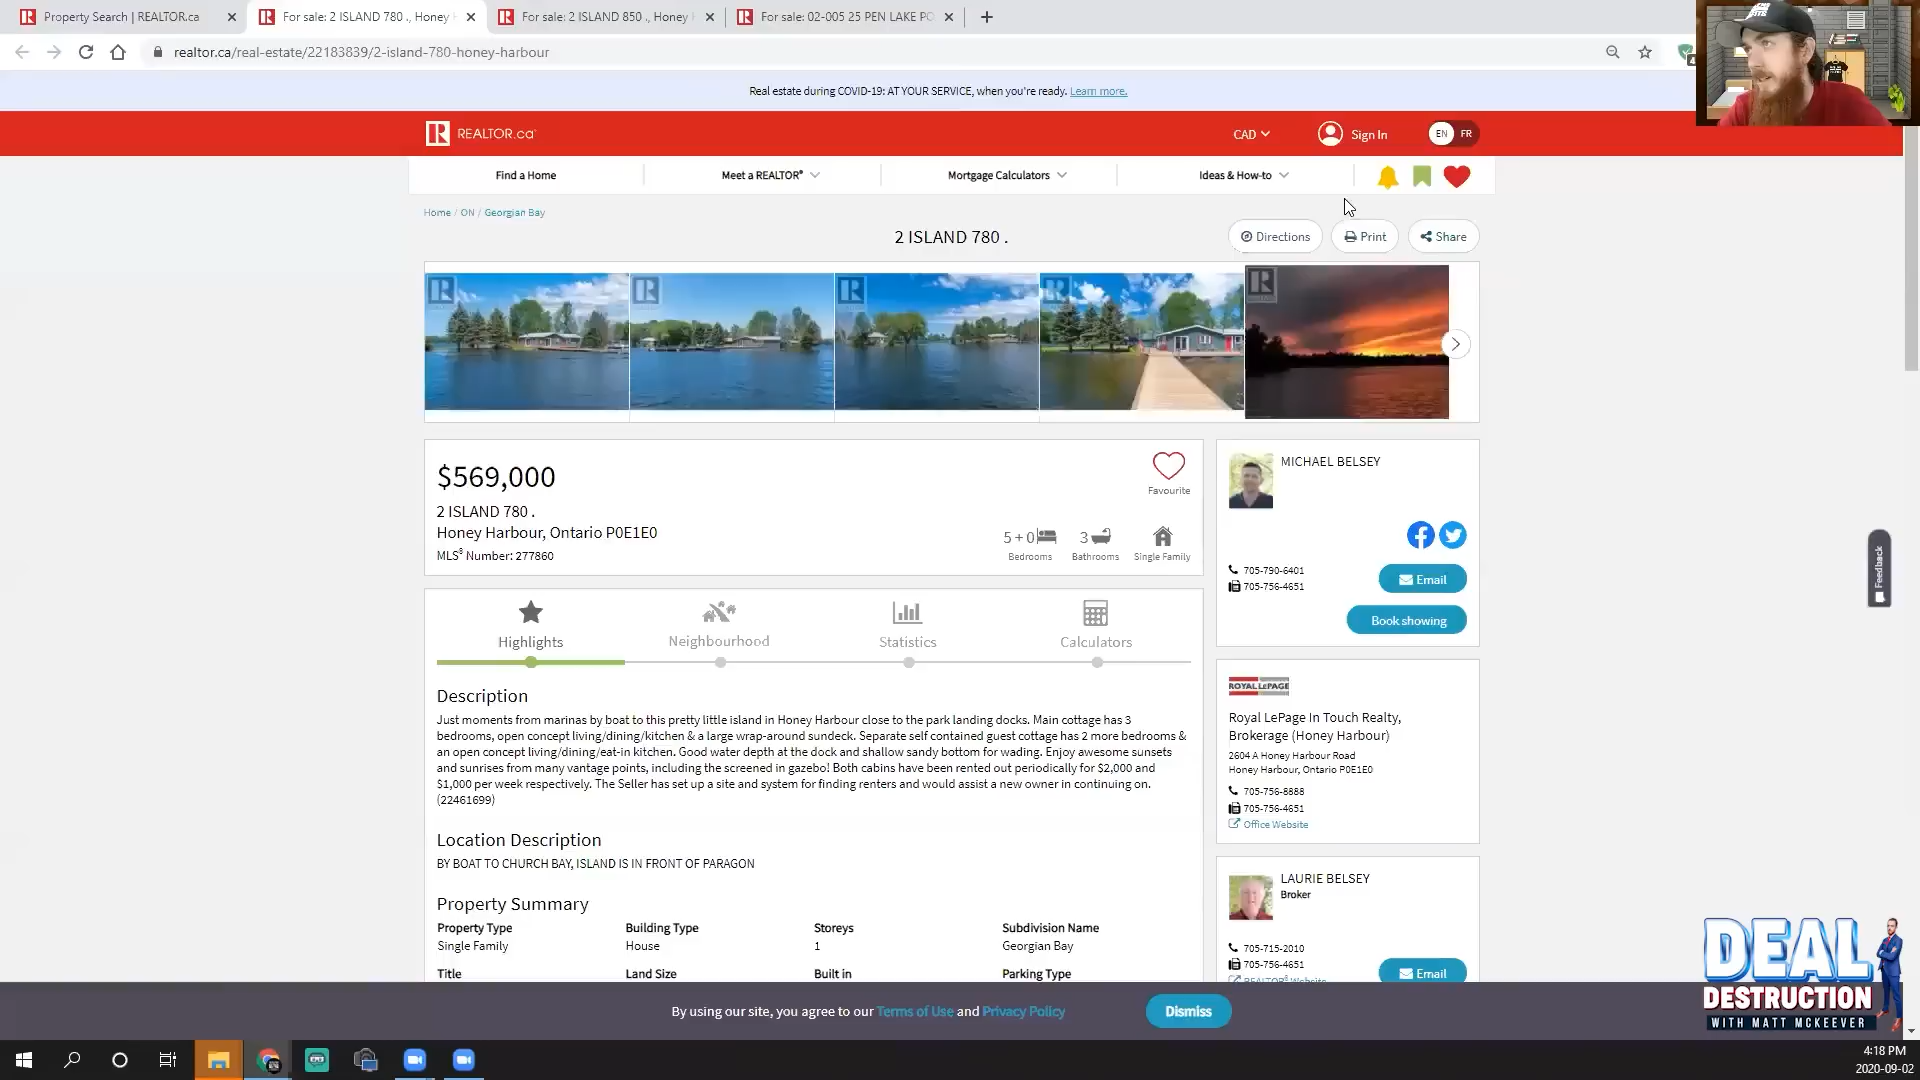 Property Search | REALTOR.ca
For sale: 2 ISLAND 780 ., Honey
For sale: 2 ISLAND 850 ., Honey
For sale: 02-005 25 PEN LAKE PO
realtor.ca/real-estate/22183839/2-island-780-honey-harbour
Real estate during COVID-19: AT YOUR SERVICE, when you're ready. Learn more.
REALTOR.ca
CAD
Sign In
EN FR
Find a Home
Meet a REALTOR®
Mortgage Calculators
Ideas & How-to
Home / ON / Georgian Bay
2 ISLAND 780 .
Directions
Print
Share
$569,000
Favourite
2 ISLAND 780 .
Honey Harbour, Ontario P0E1E0
MLS® Number: 277860
5 + 0
Bedrooms
3
Bathrooms
Single Family
MICHAEL BELSEY
705-790-6401
705-756-4651
Email
Book showing
Feedback
Highlights
Neighbourhood
Statistics
Calculators
Description
Just moments from marinas by boat to this pretty little island in Honey Harbour close to the park landing docks. Main cottage has 3
bedrooms, open concept living/dining/kitchen & a large wrap-around sundeck. Separate self contained guest cottage has 2 more bedrooms &
an open concept living/dining/eat-in kitchen. Good water depth at the dock and shallow sandy bottom for wading. Enjoy awesome sunsets
and sunrises from many vantage points, including the screened in gazebo! Both cabins have been rented out periodically for $2,000 and
$1,000 per week respectively. The Seller has set up a site and system for finding renters and would assist a new owner in continuing on.
(22461699)
ROYAL LEPAGE
Royal LePage In Touch Realty,
Brokerage (Honey Harbour)
2604 A Honey Harbour Road
Honey Harbour, Ontario P0E1E0
705-756-8888
705-756-4651
Office Website
Location Description
BY BOAT TO CHURCH BAY, ISLAND IS IN FRONT OF PARAGON
Property Summary
Property Type
Building Type
Storeys
Subdivision Name
Single Family
House
1
Georgian Bay
Title
Land Size
Built in
Parking Type
LAURIE BELSEY
Broker
705-715-2010
705-756-4651
REALTOR® Website
Email
By using our site, you agree to our Terms of Use and Privacy Policy
Dismiss
DEAL
DESTRUCTION
WITH MATT MCKEEVER
4:18 PM
2020-09-02